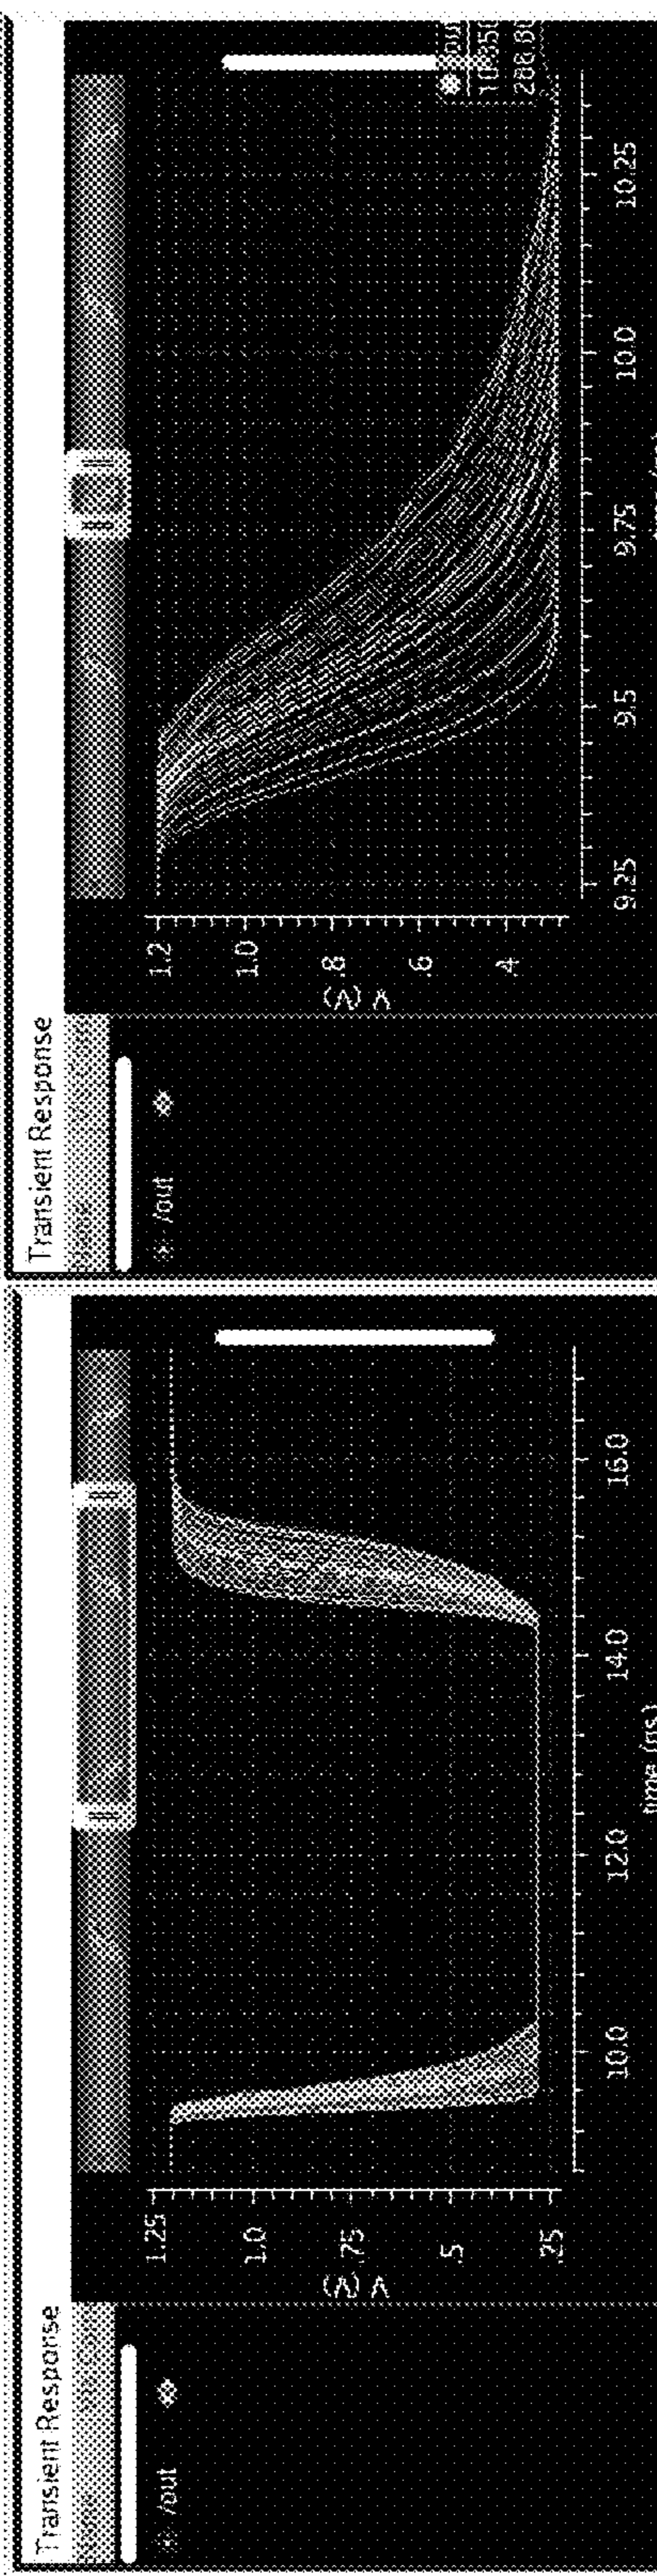 Transient Response
/out
V (V)
1.25
1.0
.75
.5
.25
10.0
12.0
14.0
16.0
time (ns)
Transient Response
/out
V (V)
1.2
1.0
.8
.6
.4
9.25
9.5
9.75
10.0
10.25